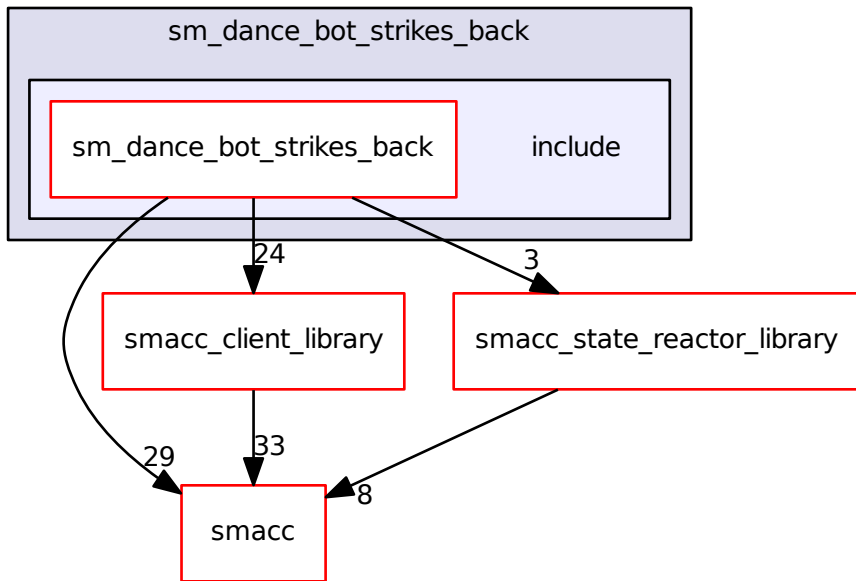 sm_dance_bot_strikes_back
sm_dance_bot_strikes_back
include
24
3
smacc_client_library
smacc_state_reactor_library
29
33
8
smacc